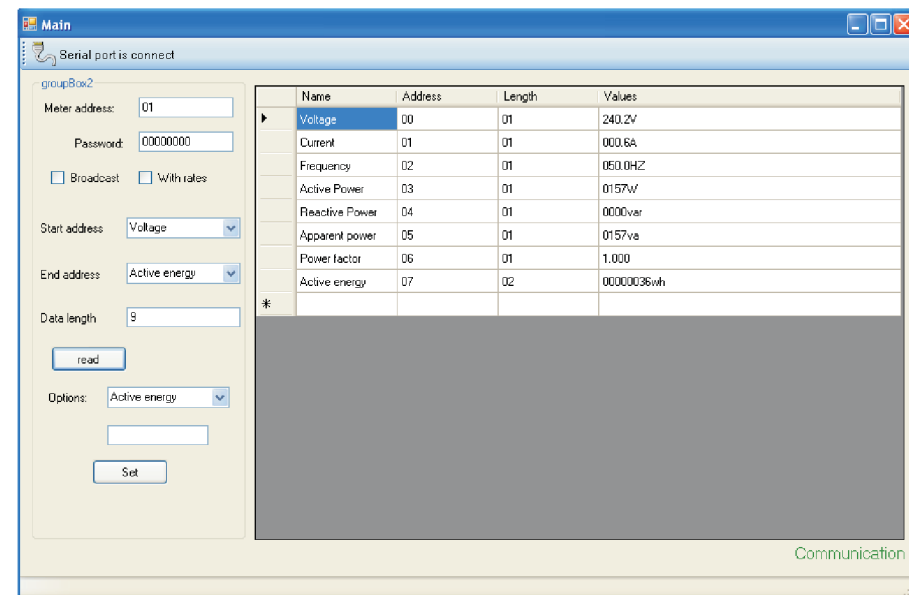 Main
Serial port is connect
groupBox2
Meter address: 01
Password: 00000000
Broadcast With rates
Start address Voltage
End address Active energy
Data length 9
read
Options: Active energy
Set
Name Address Length Values
Voltage 00 01 240.2V
Current 01 01 000.6A
Frequency 02 01 050.0HZ
Active Power 03 01 0157W
Reactive Power 04 01 0000var
Apparent power 05 01 0157va
Power factor 06 01 1.000
Active energy 07 02 00000036wh
*
Communication